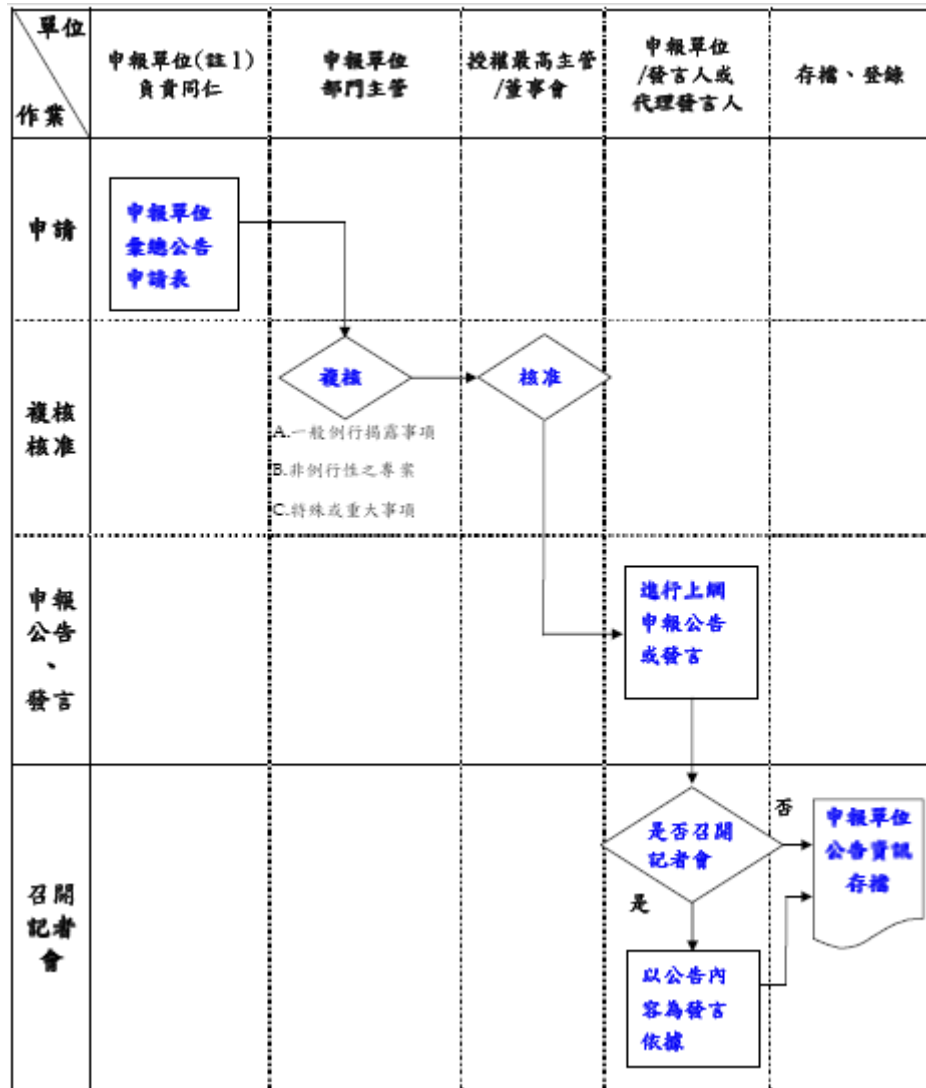 單位
作業
申報單位(註1)
負責同仁
申報單位
部門主管
授權最高主管
/董事會
申報單位
/發言人或
代理發言人
存檔、登錄
申請
申報單位
彙總公告
申請表
複核
核准
複核
核准
A.一般例行揭露事項
B.非例行性之專案
C.特殊或重大事項
申報
公告
、
發言
進行上網
申報公告
或發言
召開
記者
會
是否召開
記者會
否
是
申報單位
公告資訊
存檔
以公告內
容為發言
依據